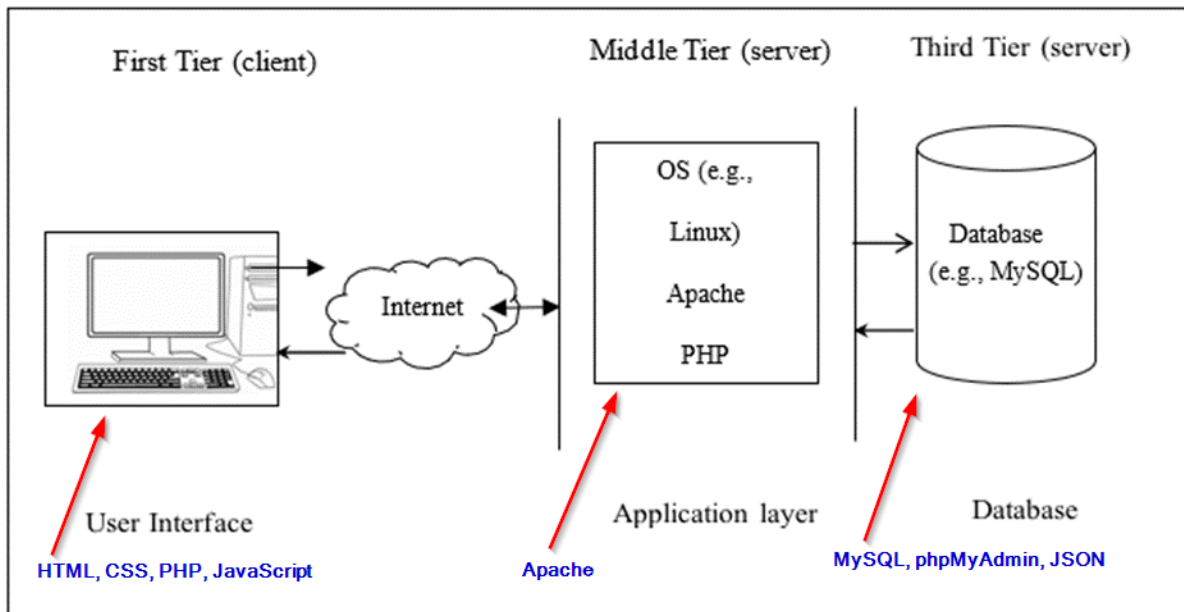 First Tier (client)
Middle Tier (server)
Third Tier (server)
OS (e.g.,
Linux)
Apache
PHP
Internet
Database
(e.g., MySQL)
User Interface
Application layer
Database
HTML, CSS, PHP, JavaScript
Apache
MySQL, phpMyAdmin, JSON